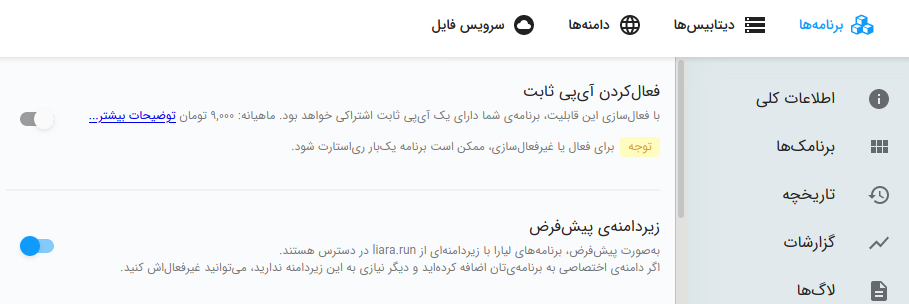 برنامه‌ها
دیتابیس‌ها
دامنه‌ها
سرویس فایل
اطلاعات کلی
برنامک‌ها
تاریخچه
گزارشات
لاگ‌ها
فعال‌کردن آی‌پی ثابت
با فعال‌سازی این قابلیت، برنامه‌ی شما دارای یک آی‌پی ثابت اشتراکی خواهد بود. ماهیانه: ۹,۰۰۰ تومان توضیحات بیشتر...
توجه برای فعال یا غیرفعال‌سازی، ممکن است برنامه یک‌بار ری‌استارت شود.
زیردامنه‌ی پیش‌فرض
به‌صورت پیش‌فرض، برنامه‌های لیارا با زیردامنه‌ای از liara.run در دسترس هستند.
اگر دامنه‌ی اختصاصی به برنامه‌ی‌تان اضافه کرده‌اید و دیگر نیازی به این زیردامنه ندارید، می‌توانید غیرفعال‌اش کنید.